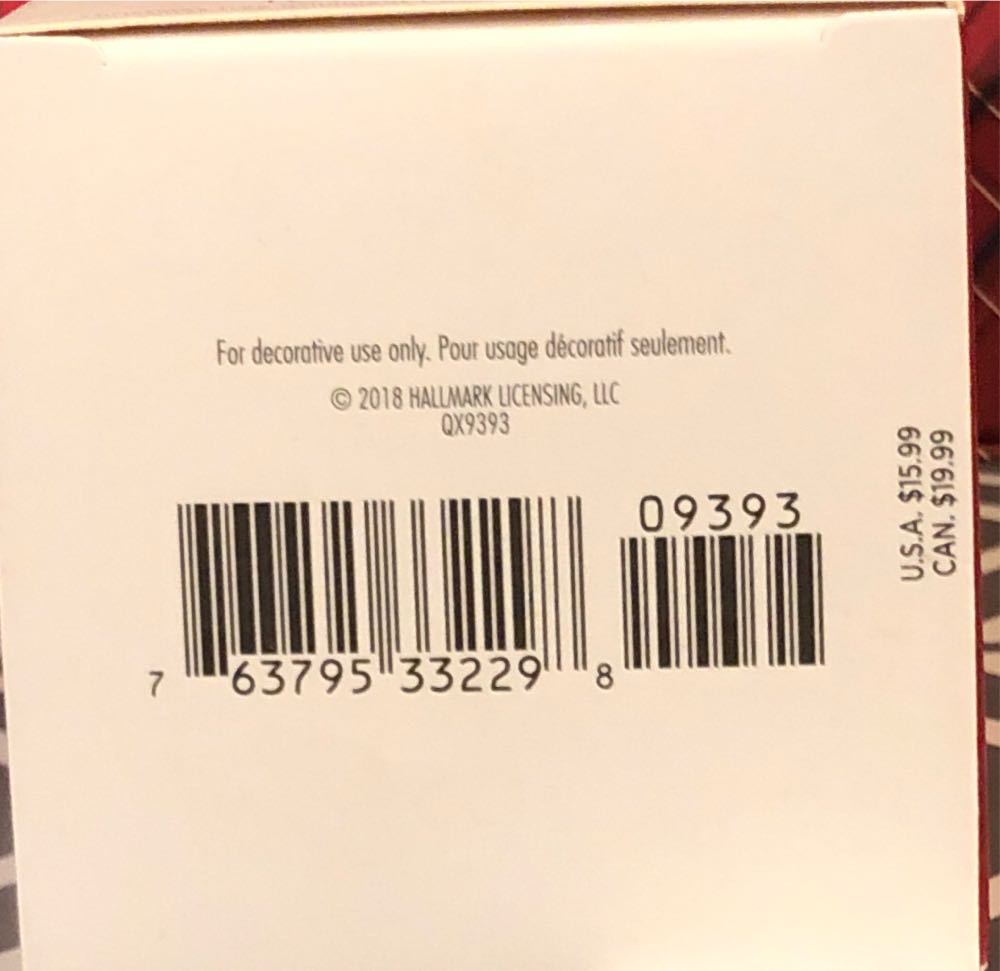 For decorative use only. Pour usage décoratif seulement.
© 2018 HALLMARK LICENSING, LLC
QX9393
09393
7 63795 33229 8
U.S.A. $15.99
CAN. $19.99